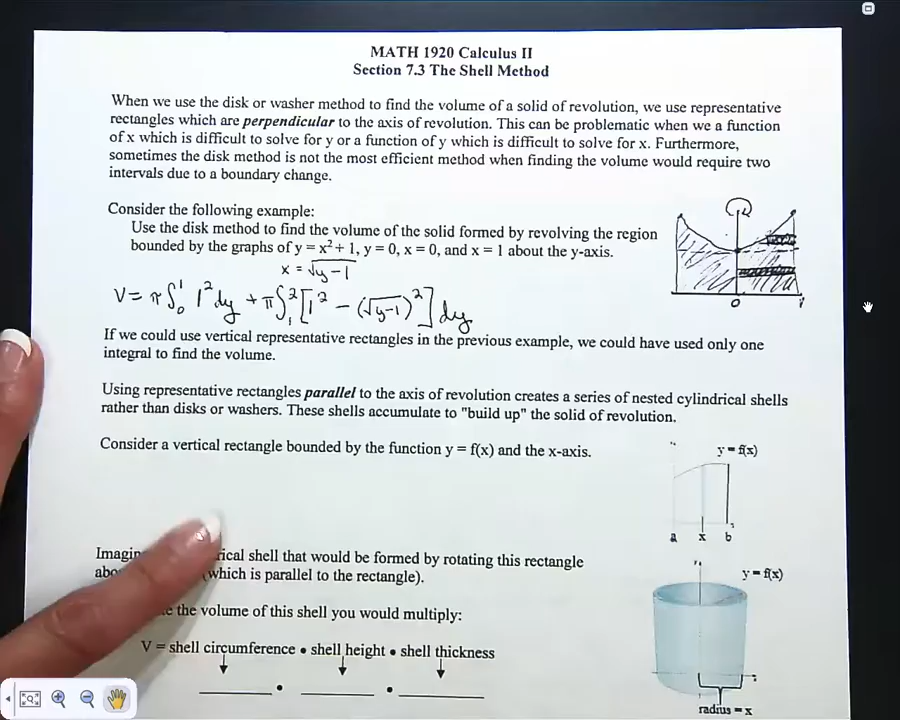 MATH 1920 Calculus II
Section 7.3 The Shell Method
When we use the disk or washer method to find the volume of a solid of revolution, we use representative
rectangles which are perpendicular to the axis of revolution. This can be problematic when we a function
of x which is difficult to solve for y or a function of y which is difficult to solve for x. Furthermore,
sometimes the disk method is not the most efficient method when finding the volume would require two
intervals due to a boundary change.
Consider the following example:
Use the disk method to find the volume of the solid formed by revolving the region
bounded by the graphs of y = x² + 1, y = 0, x = 0, and x = 1 about the y-axis.
x = √y-1
0 1
V = π∫₀¹ 1² dy + π∫₁² [1² - (√y-1)²] dy
If we could use vertical representative rectangles in the previous example, we could have used only one
integral to find the volume.
Using representative rectangles parallel to the axis of revolution creates a series of nested cylindrical shells
rather than disks or washers. These shells accumulate to "build up" the solid of revolution.
Consider a vertical rectangle bounded by the function y = f(x) and the x-axis.
y = f(x)
a x b
rical shell that would be formed by rotating this rectangle
(which is parallel to the rectangle).
y = f(x)
the volume of this shell you would multiply:
V = shell circumference • shell height • shell thickness
• •
radius = x